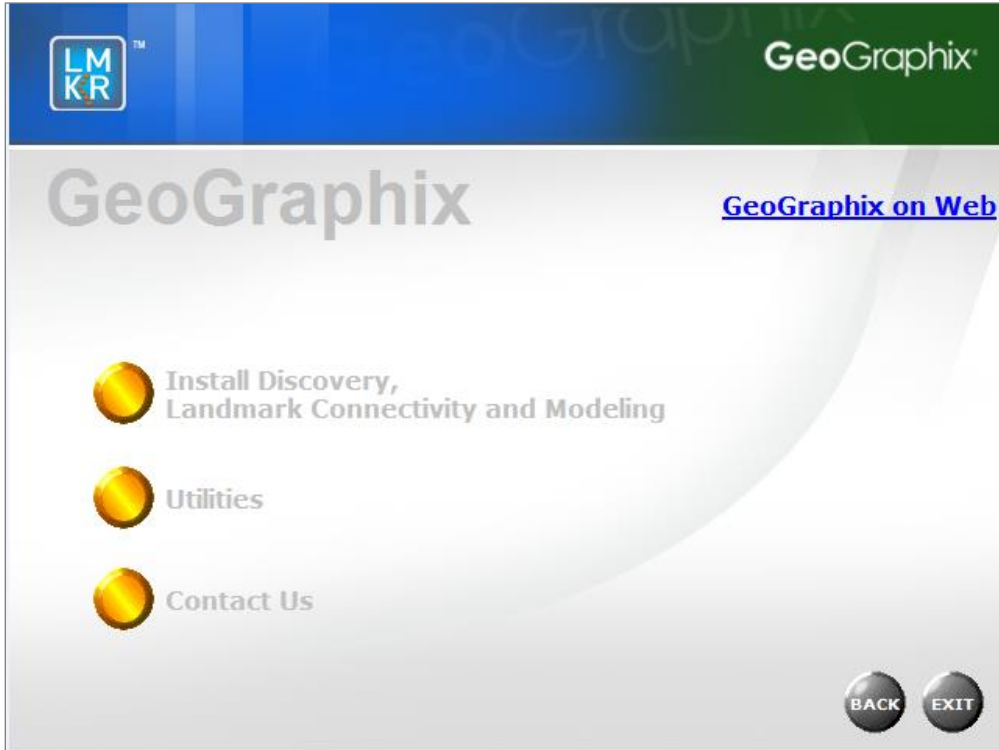 LM
KR
TM
GeoGraphix
GeoGraphix®
GeoGraphix
GeoGraphix on Web
Install Discovery,
Landmark Connectivity and Modeling
Utilities
Contact Us
BACK
EXIT